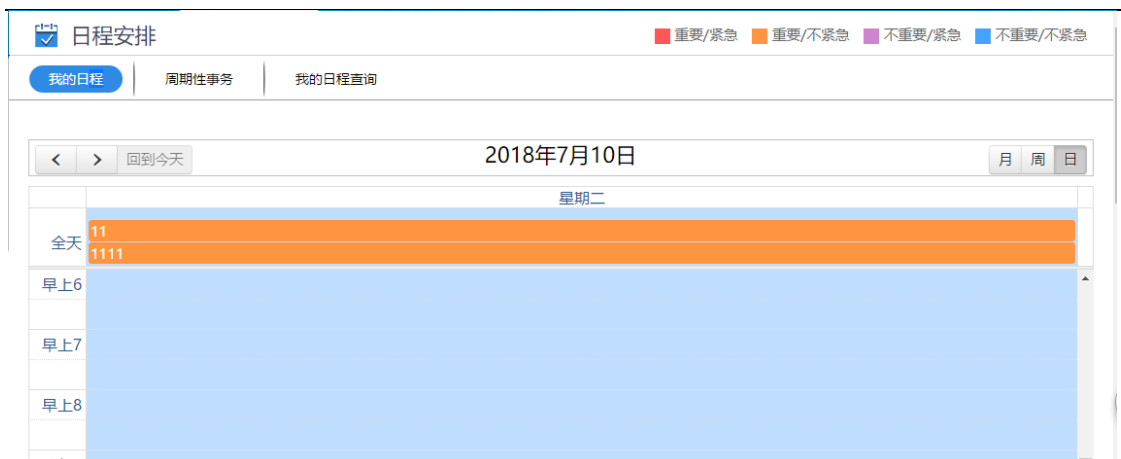 日程安排 重要/紧急 重要/不紧急 不重要/紧急 不重要/不紧急
我的日程 周期性事务 我的日程查询
回到今天 2018年7月10日 月 周 日
星期二
全天
11
1111
早上6
早上7
早上8